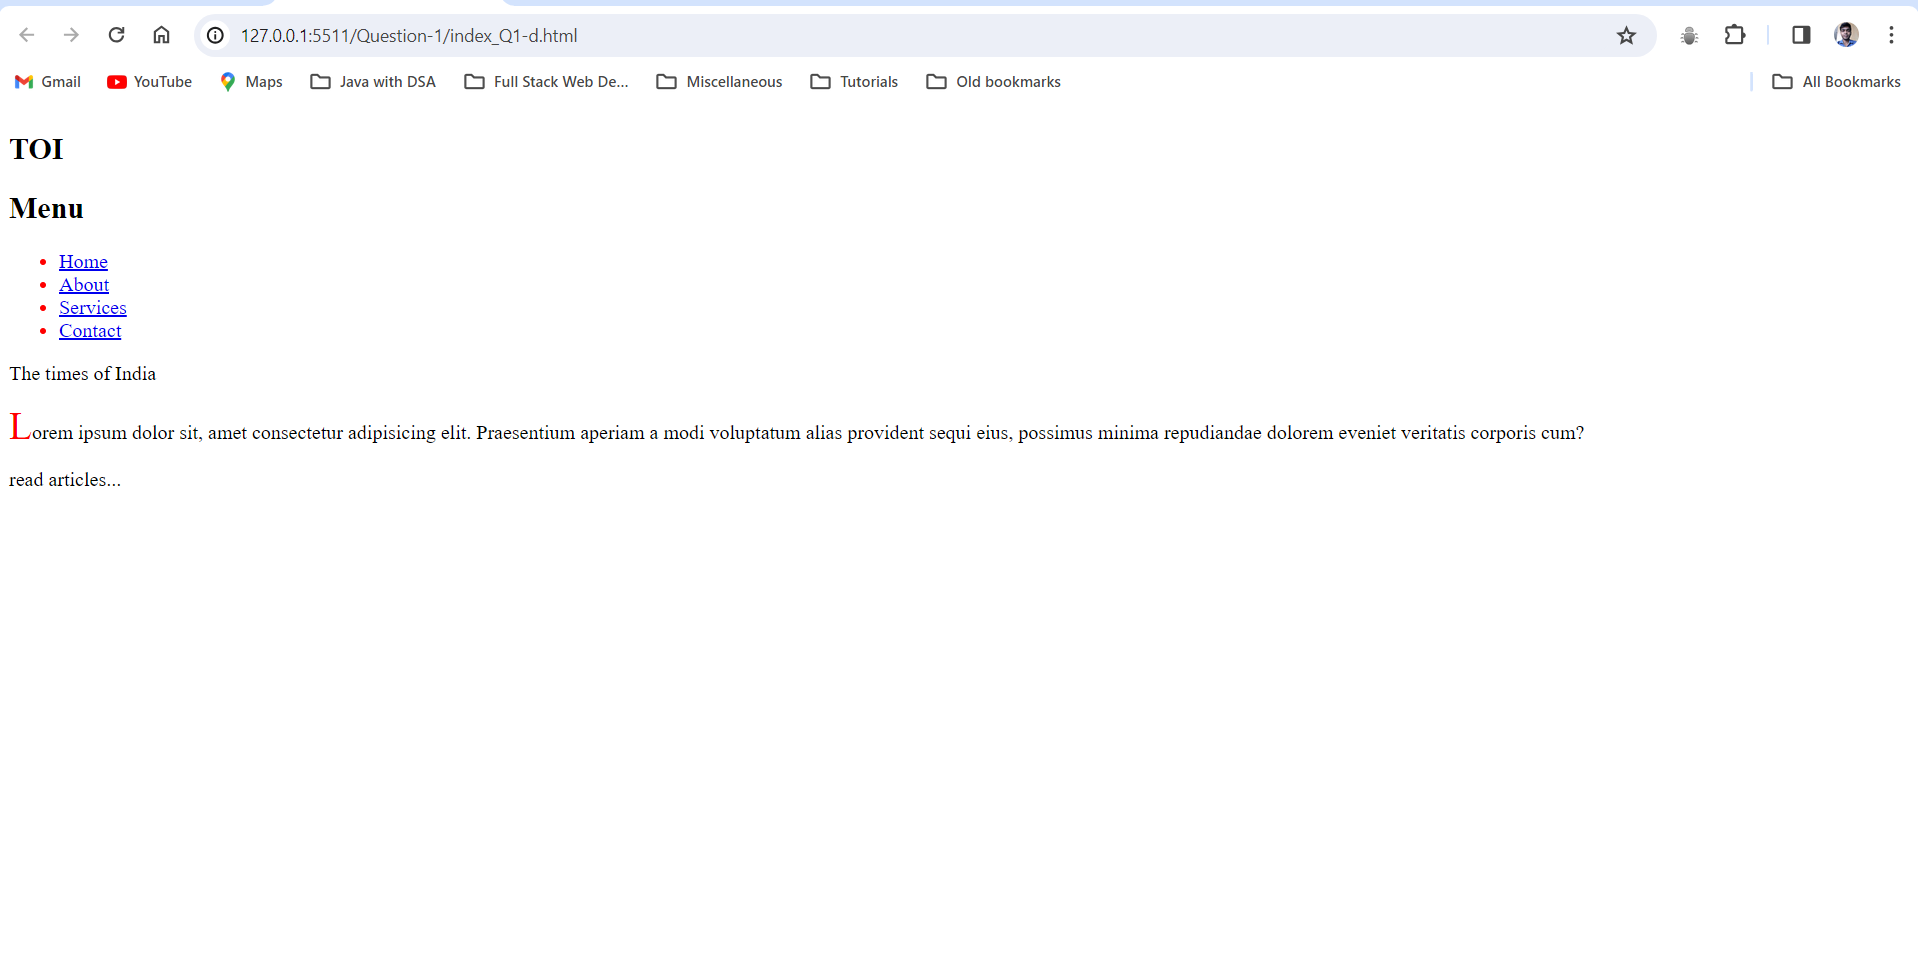 127.0.0.1:5511/Question-1/index_Q1-d.html
Gmail YouTube Maps Java with DSA Full Stack Web De... Miscellaneous Tutorials Old bookmarks All Bookmarks
TOI
Menu
Home
About
Services
Contact
The times of India
Lorem ipsum dolor sit, amet consectetur adipisicing elit. Praesentium aperiam a modi voluptatum alias provident sequi eius, possimus minima repudiandae dolorem eveniet veritatis corporis cum?
read articles...